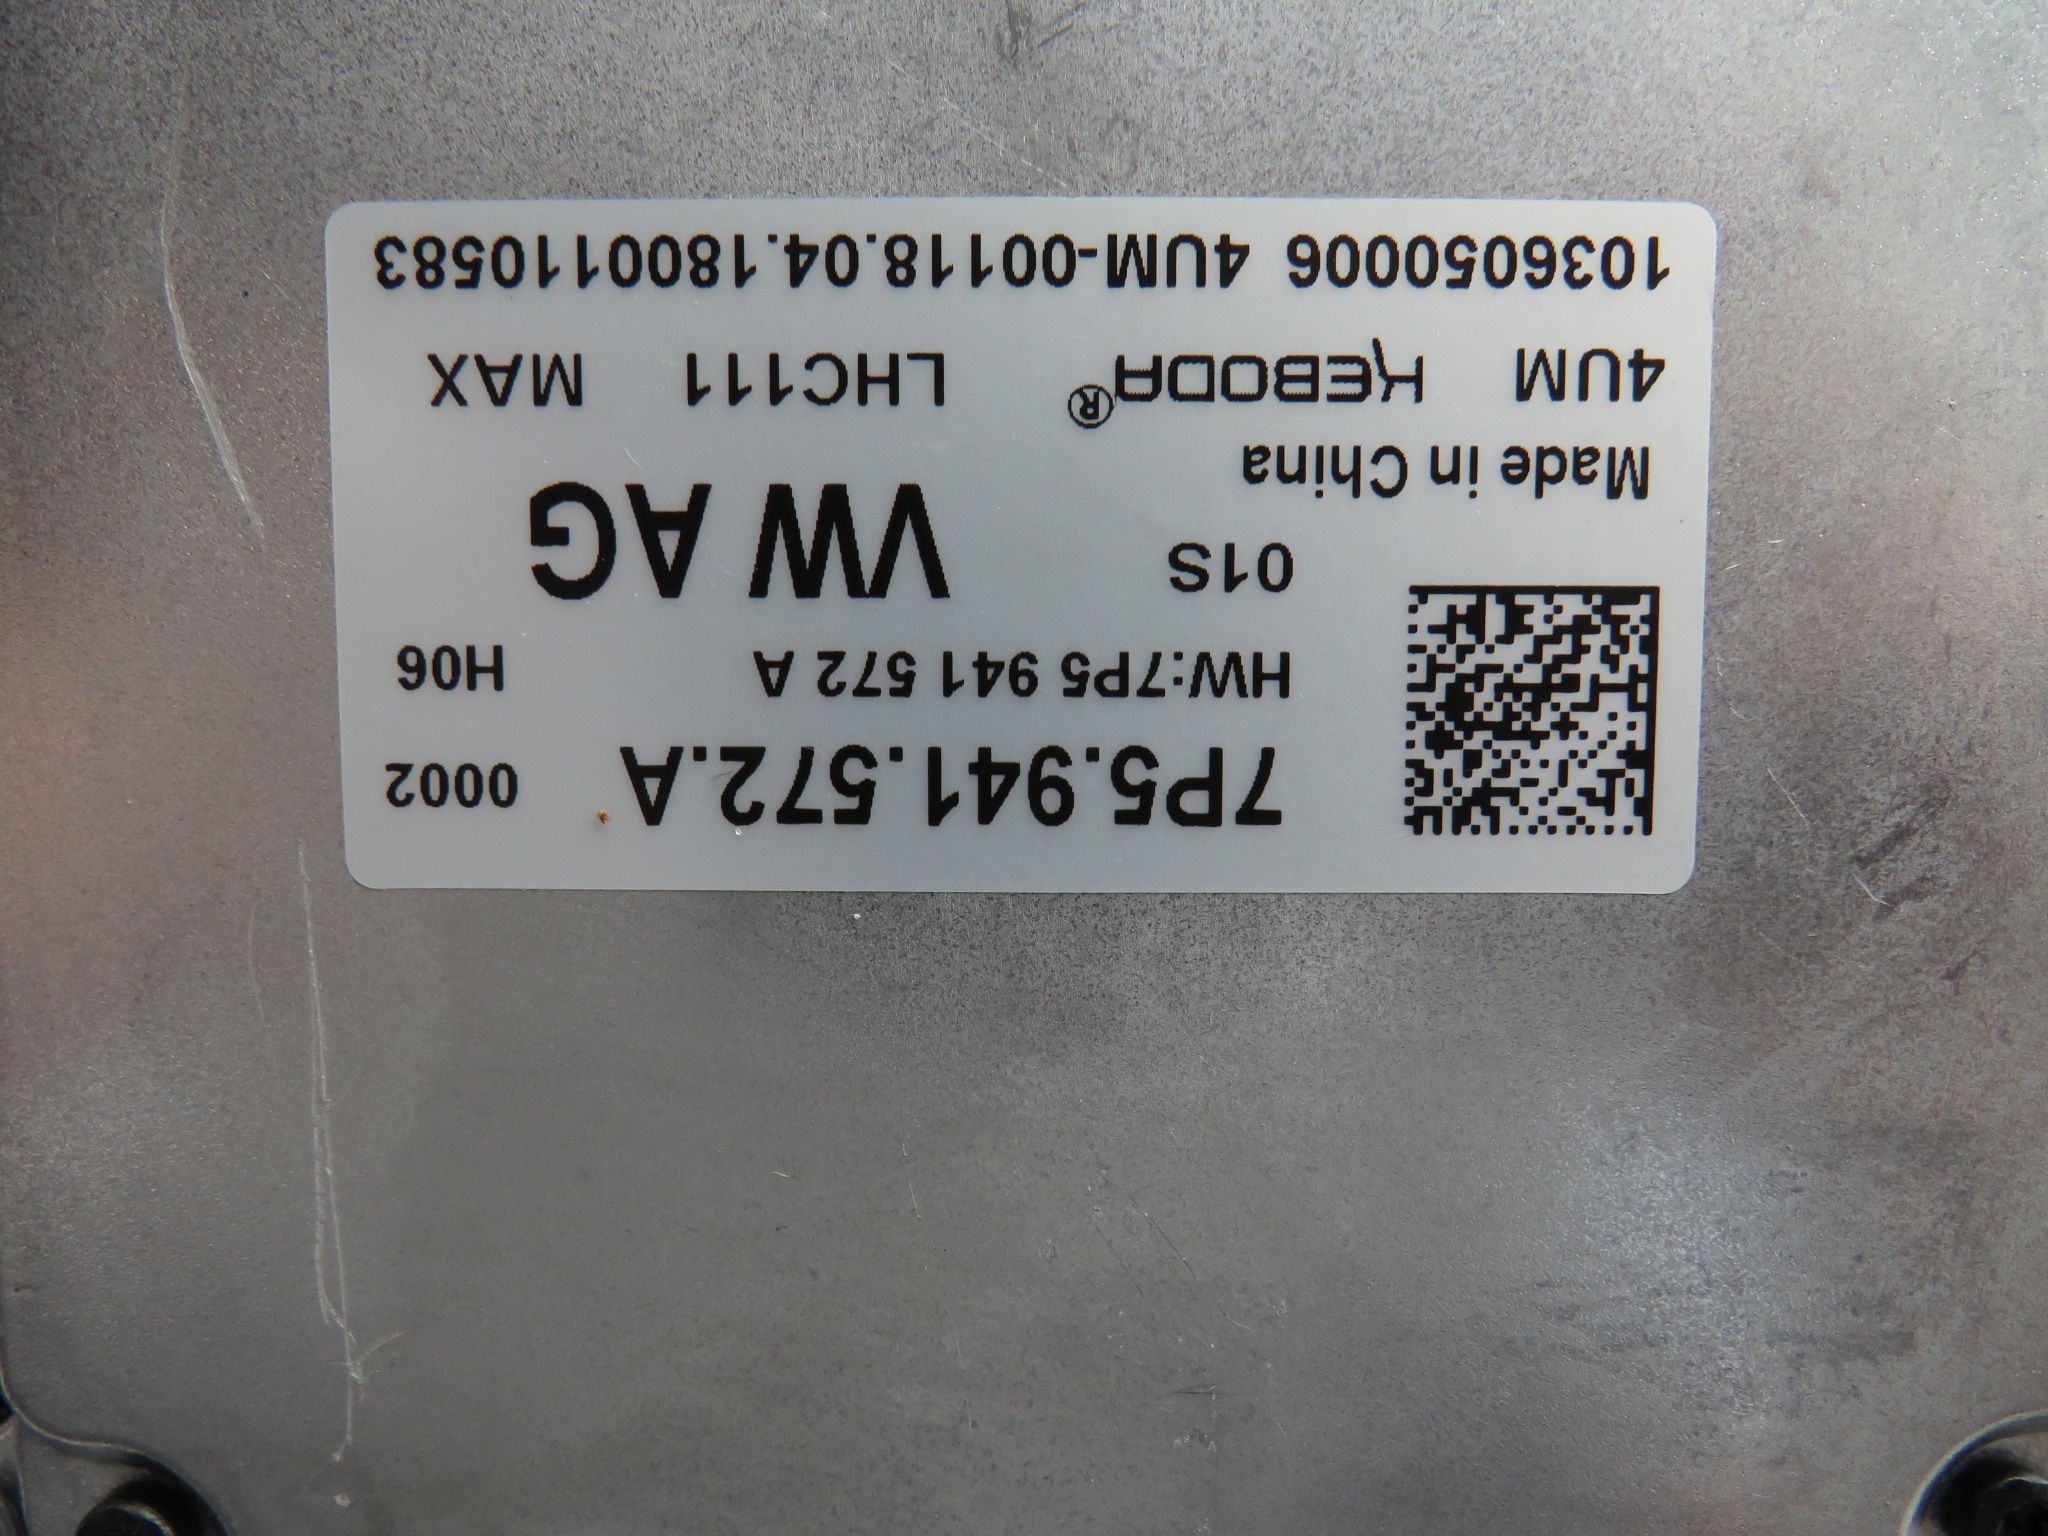 7P5.941.572.A 0002
HW:7P5 941 572 A H06
01S VW AG
Made in China
4UM KEBODA® LHC111 MAX
1036050006 4UM-00118.04.1800110583